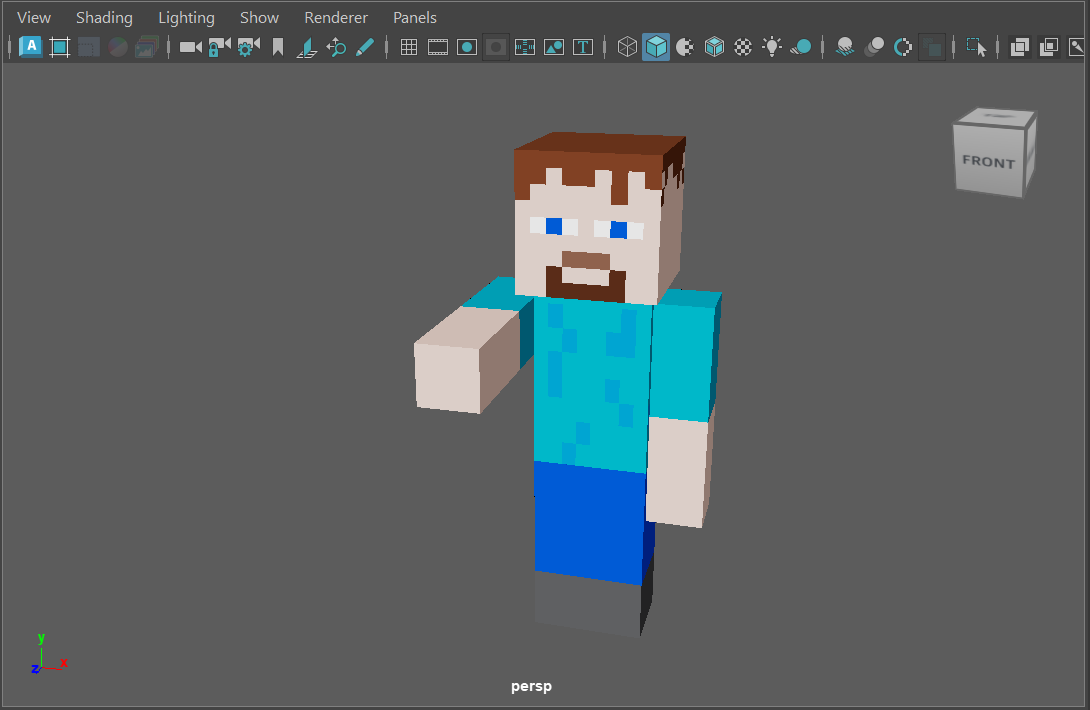 View Shading Lighting Show Renderer Panels
A T
FRONT
y
z x
persp